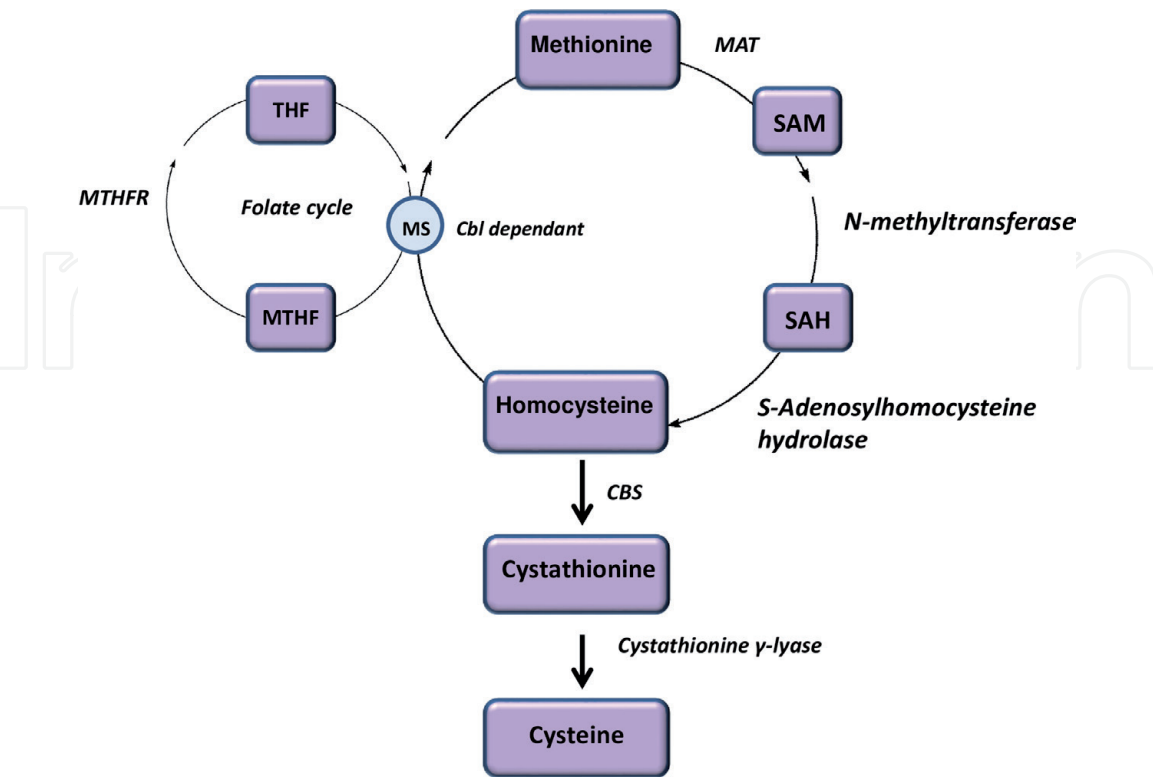 Methionine
MAT
THF
SAM
MTHFR
Folate cycle
MS
Cbl dependant
N-methyltransferase
MTHF
SAH
Homocysteine
S-Adenosylhomocysteine
hydrolase
CBS
Cystathionine
Cystathionine γ-lyase
Cysteine